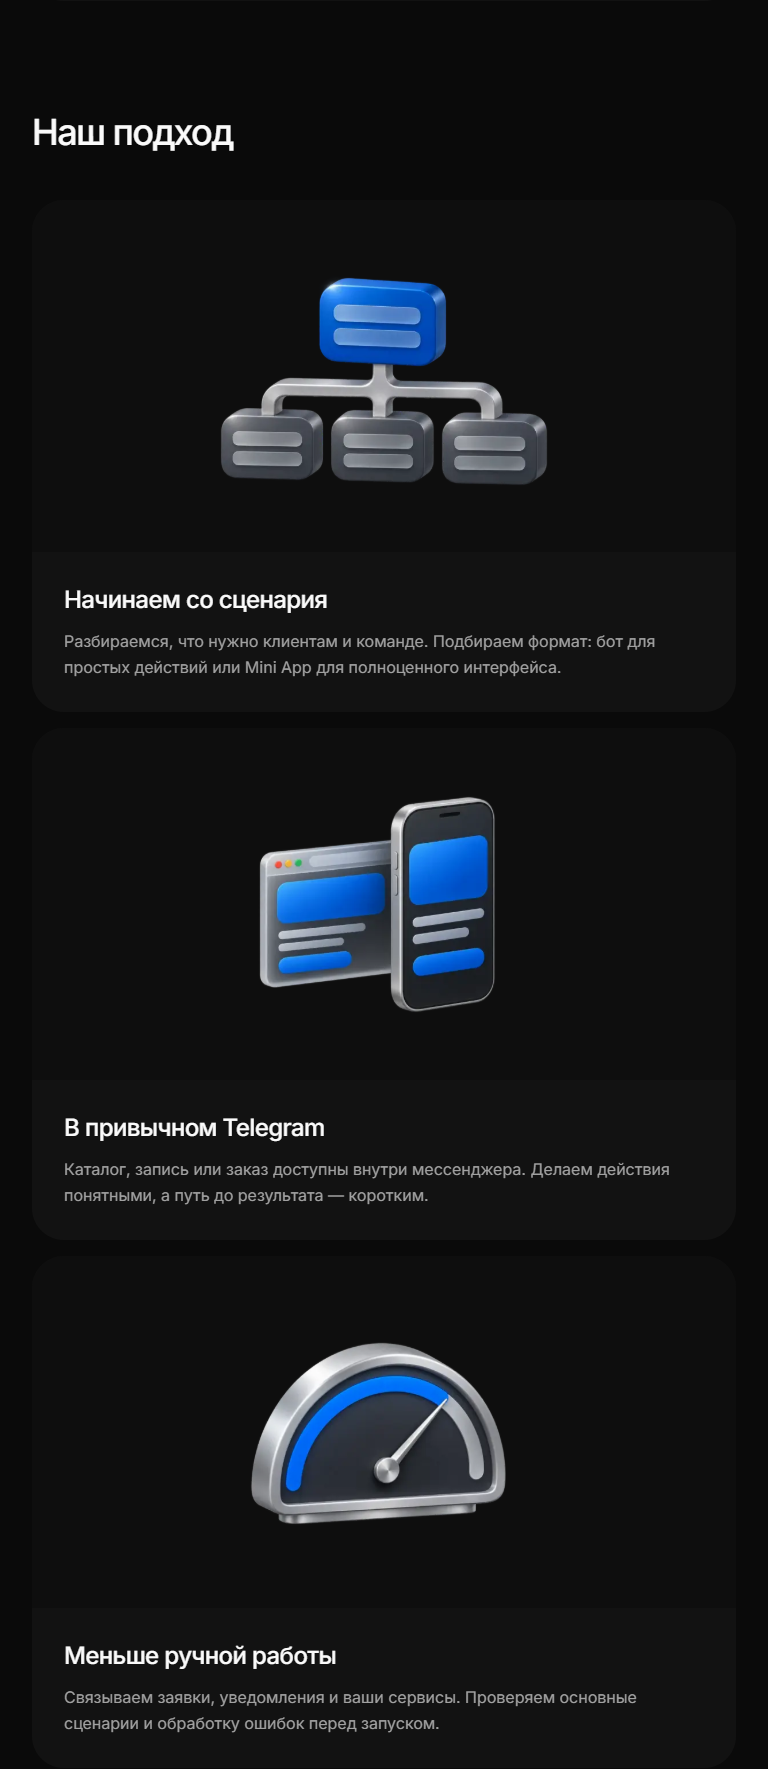 Наш подход
Начинаем со сценария
Разбираемся, что нужно клиентам и команде. Подбираем формат: бот для
простых действий или Mini App для полноценного интерфейса.
В привычном Telegram
Каталог, запись или заказ доступны внутри мессенджера. Делаем действия
понятными, а путь до результата — коротким.
Меньше ручной работы
Связываем заявки, уведомления и ваши сервисы. Проверяем основные
сценарии и обработку ошибок перед запуском.